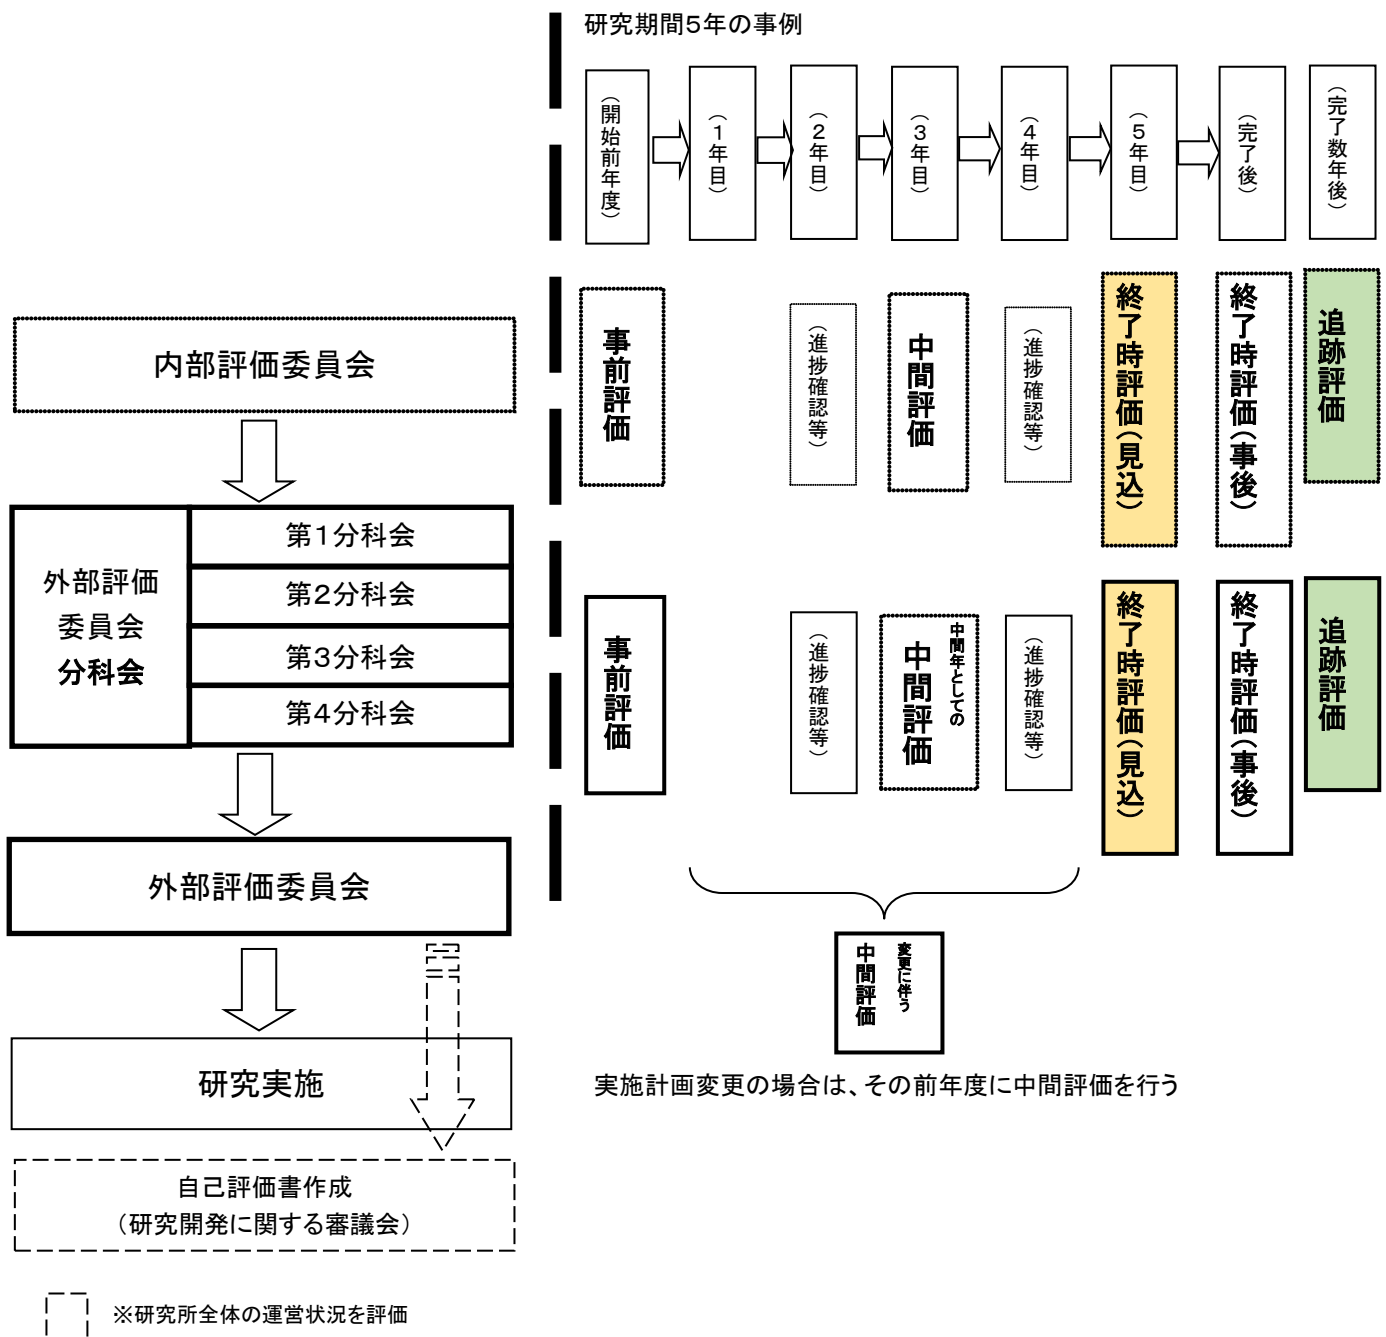 研究期間5年の事例
（開始前年度）
（1年目）
（2年目）
（3年目）
（4年目）
（5年目）
（完了後）
（完了数年後）
内部評価委員会
事前評価
（進捗確認等）
中間評価
（進捗確認等）
終了時評価（見込）
終了時評価（事後）
追跡評価
外部評価
委員会
分科会
第1分科会
第2分科会
第3分科会
第4分科会
事前評価
（進捗確認等）
中間年としての
中間評価
（進捗確認等）
終了時評価（見込）
終了時評価（事後）
追跡評価
外部評価委員会
変更に伴う
中間評価
研究実施
実施計画変更の場合は、その前年度に中間評価を行う
自己評価書作成
（研究開発に関する審議会）
※研究所全体の運営状況を評価